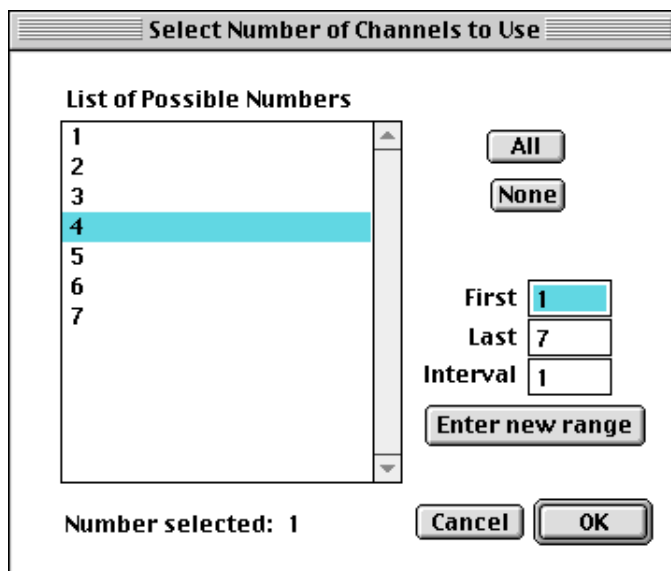 Select Number of Channels to Use
List of Possible Numbers
1
2
3
4
5
6
7
All
None
First 1
Last 7
Interval 1
Enter new range
Number selected: 1
Cancel
OK